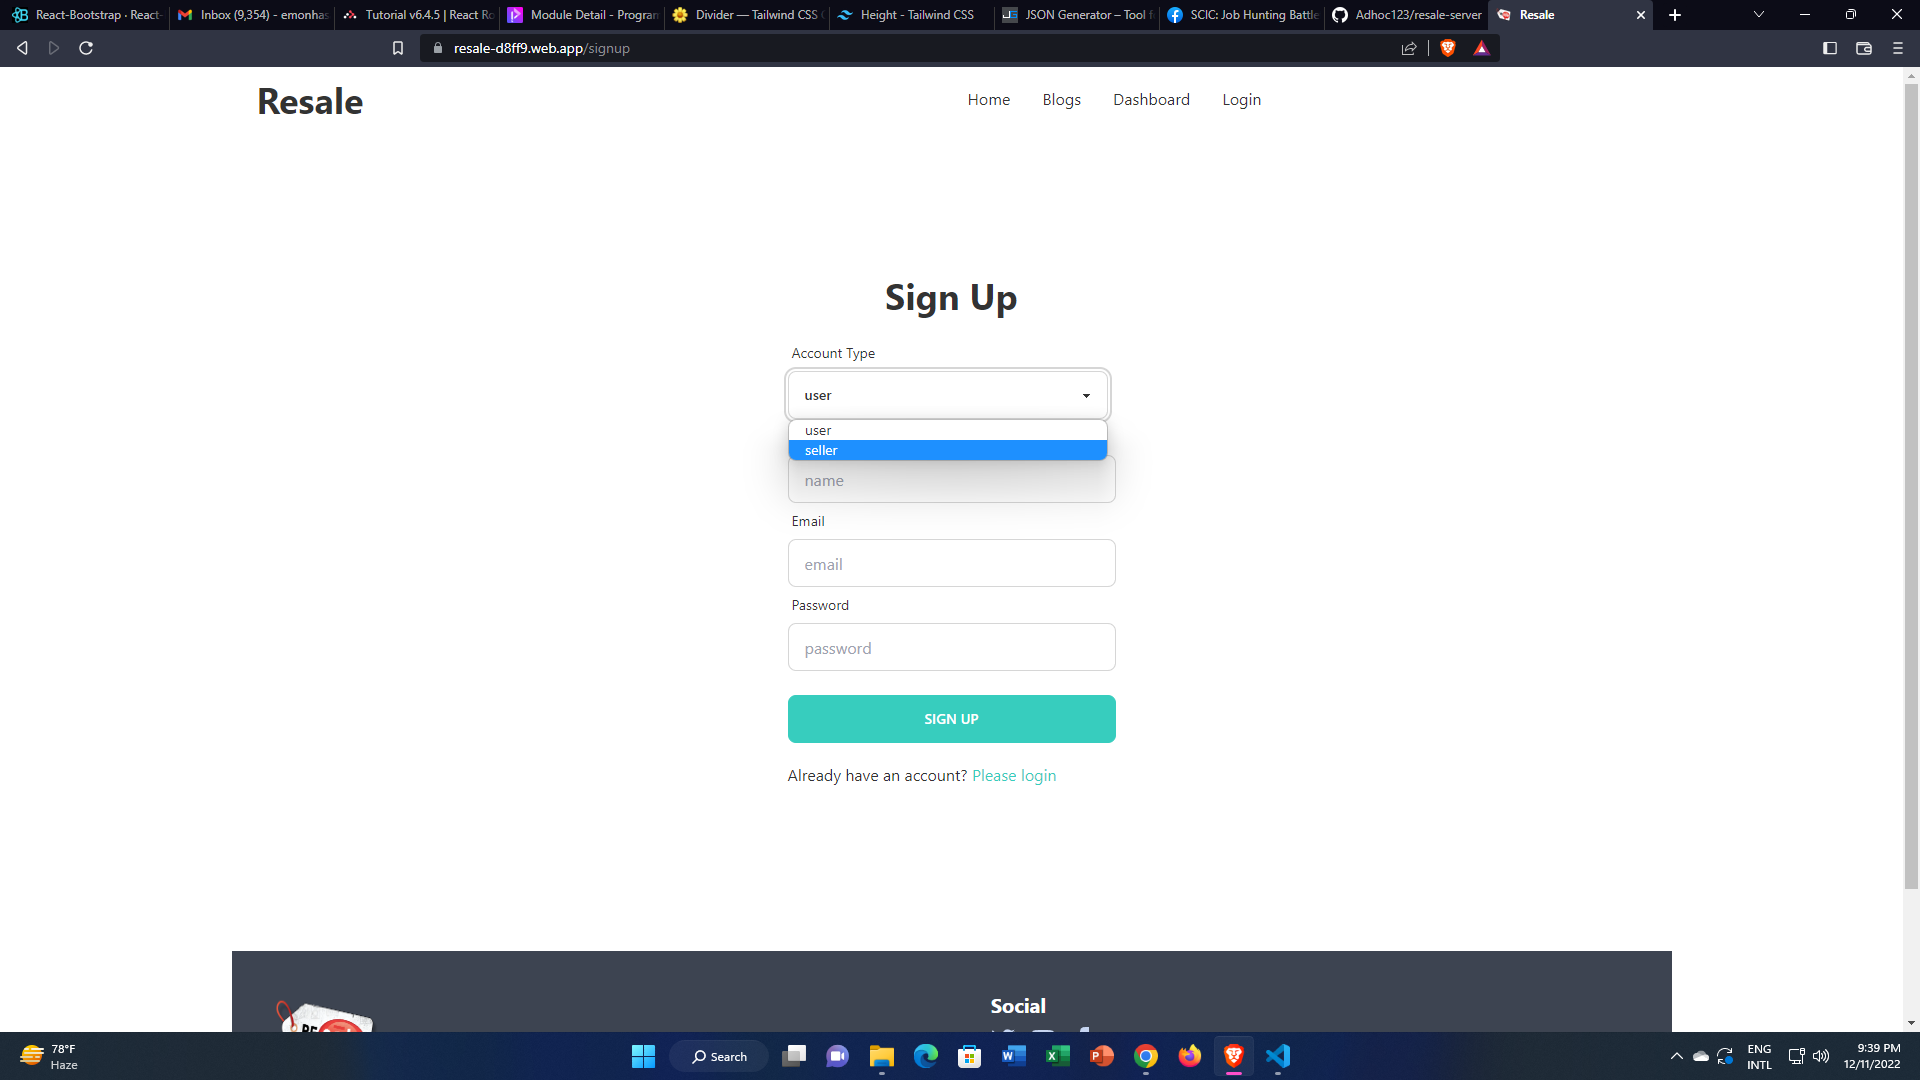 React-Bootstrap · React-
Inbox (9,354) - emonhas
Tutorial v6.4.5 | React Ro
Module Detail - Program
Divider — Tailwind CSS C
Height - Tailwind CSS
JSON Generator – Tool f
SCIC: Job Hunting Battle
Adhoc123/resale-server
Resale
resale-d8ff9.web.app/signup
Resale
Home
Blogs
Dashboard
Login
Sign Up
Account Type
user
user
seller
name
Email
email
Password
password
SIGN UP
Already have an account? Please login
Social
78°F
Haze
Search
ENG
INTL
9:39 PM
12/11/2022